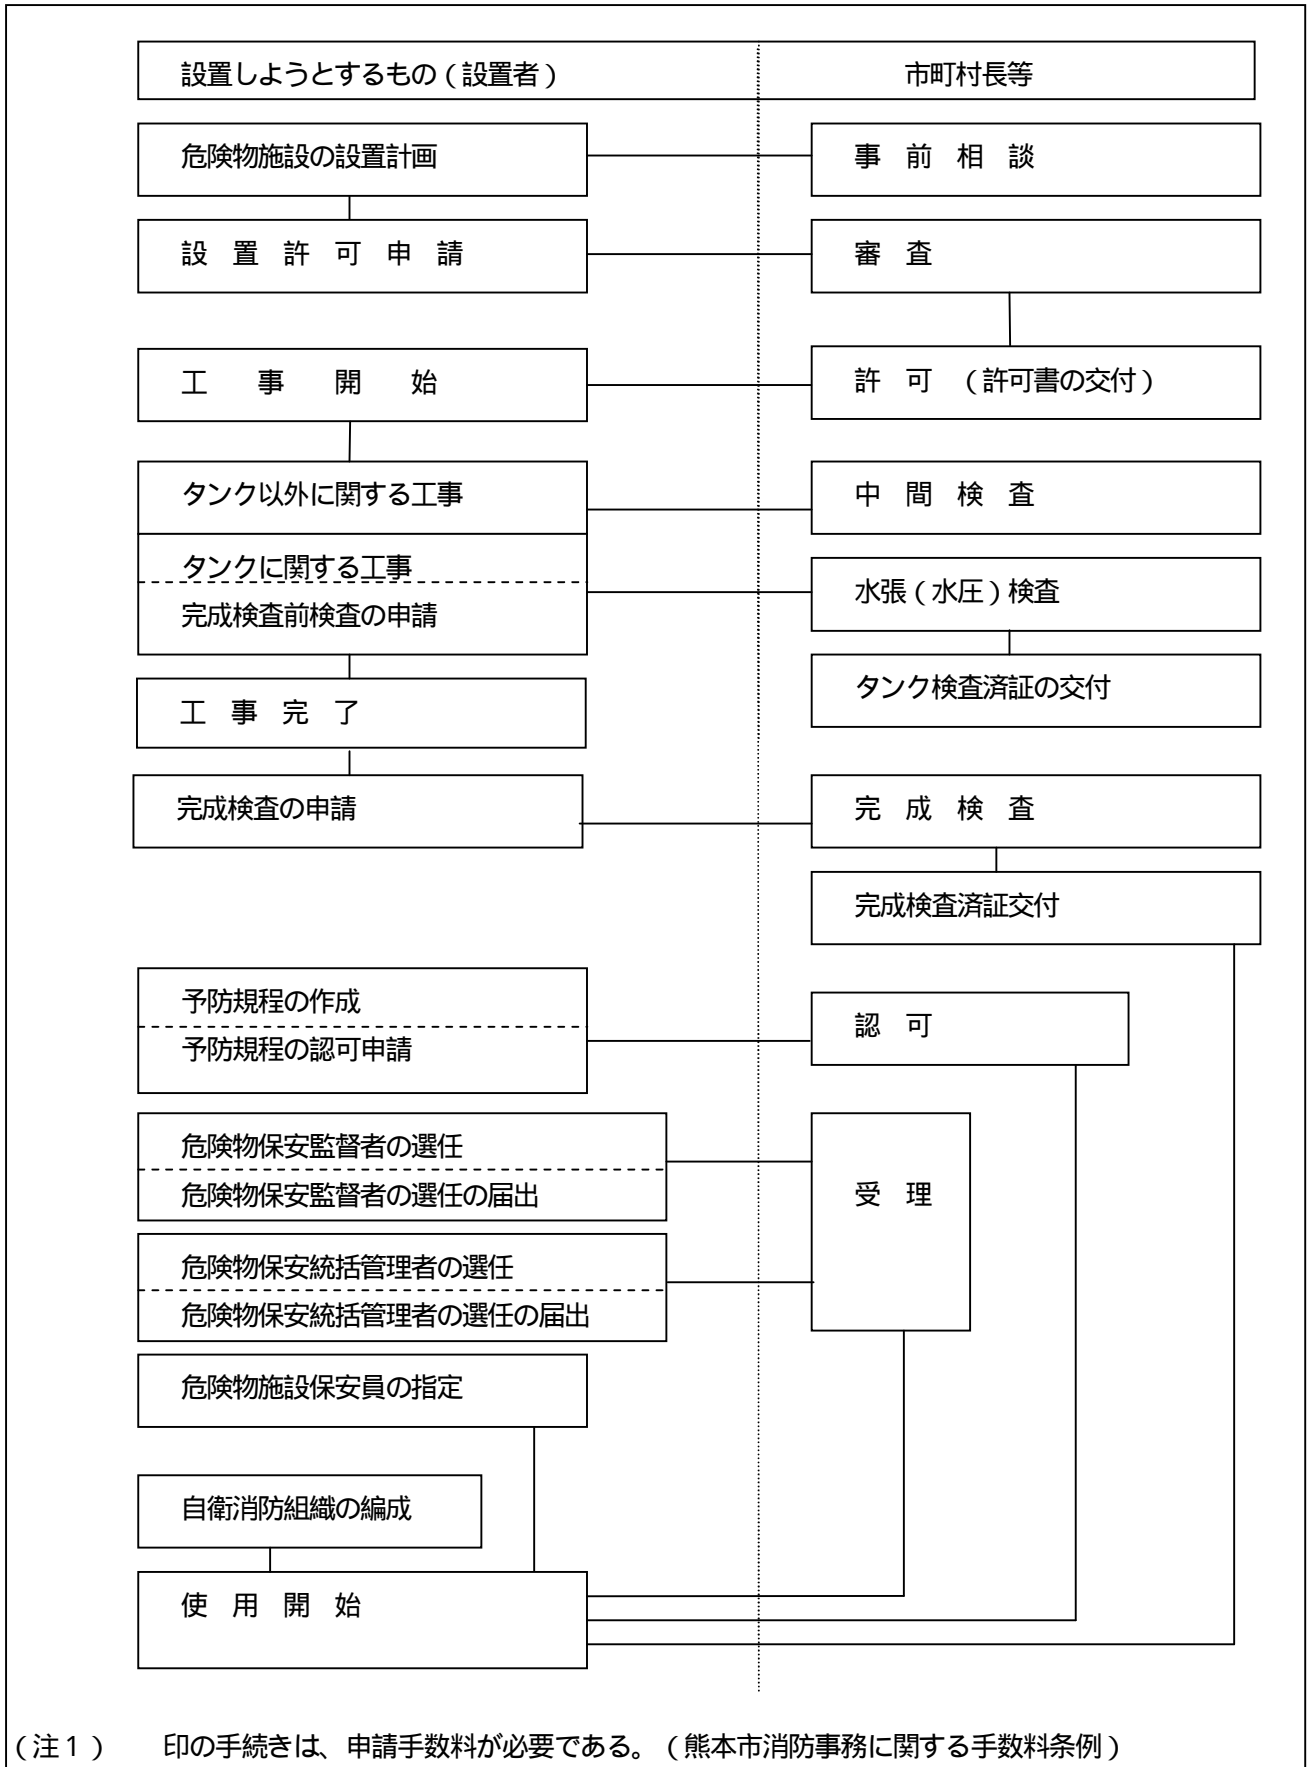 設置しようとするもの（設置者） 市町村長等
危険物施設の設置計画 事 前 相 談
設 置 許 可 申 請 審 査
工 事 開 始 許 可 （許可書の交付）
タンク以外に関する工事 中 間 検 査
タンクに関する工事
完成検査前検査の申請 水張（水圧）検査
タンク検査済証の交付
工 事 完 了
完成検査の申請 完 成 検 査
完成検査済証交付
予防規程の作成
予防規程の認可申請 認 可
危険物保安監督者の選任
危険物保安監督者の選任の届出 受 理
危険物保安統括管理者の選任
危険物保安統括管理者の選任の届出
危険物施設保安員の指定
自衛消防組織の編成
使 用 開 始
（注１） 印の手続きは、申請手数料が必要である。（熊本市消防事務に関する手数料条例）